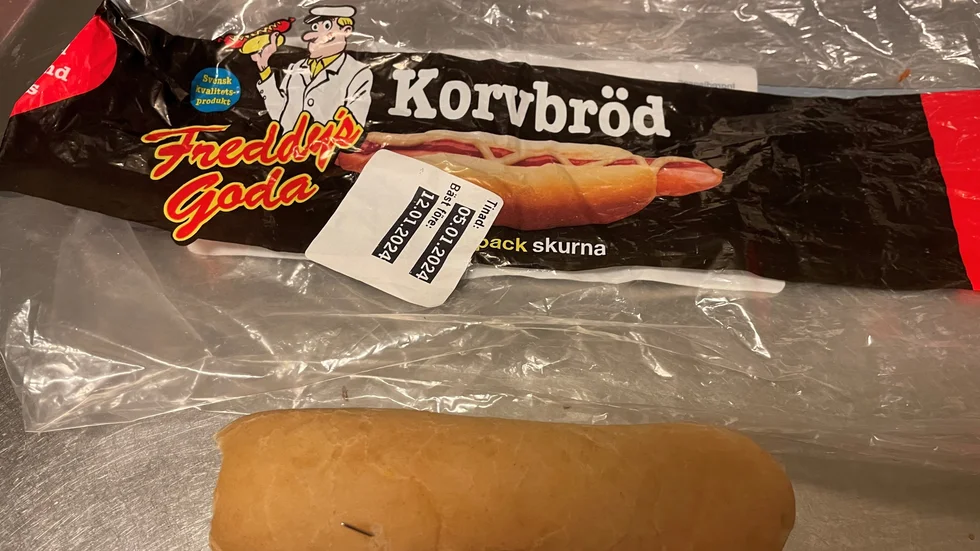 Svensk
kvalitets-
produkt
Korvbröd
Freddy's
Goda
pack skurna
Tinad: 05.01.2024
Bäst före: 12.01.2024